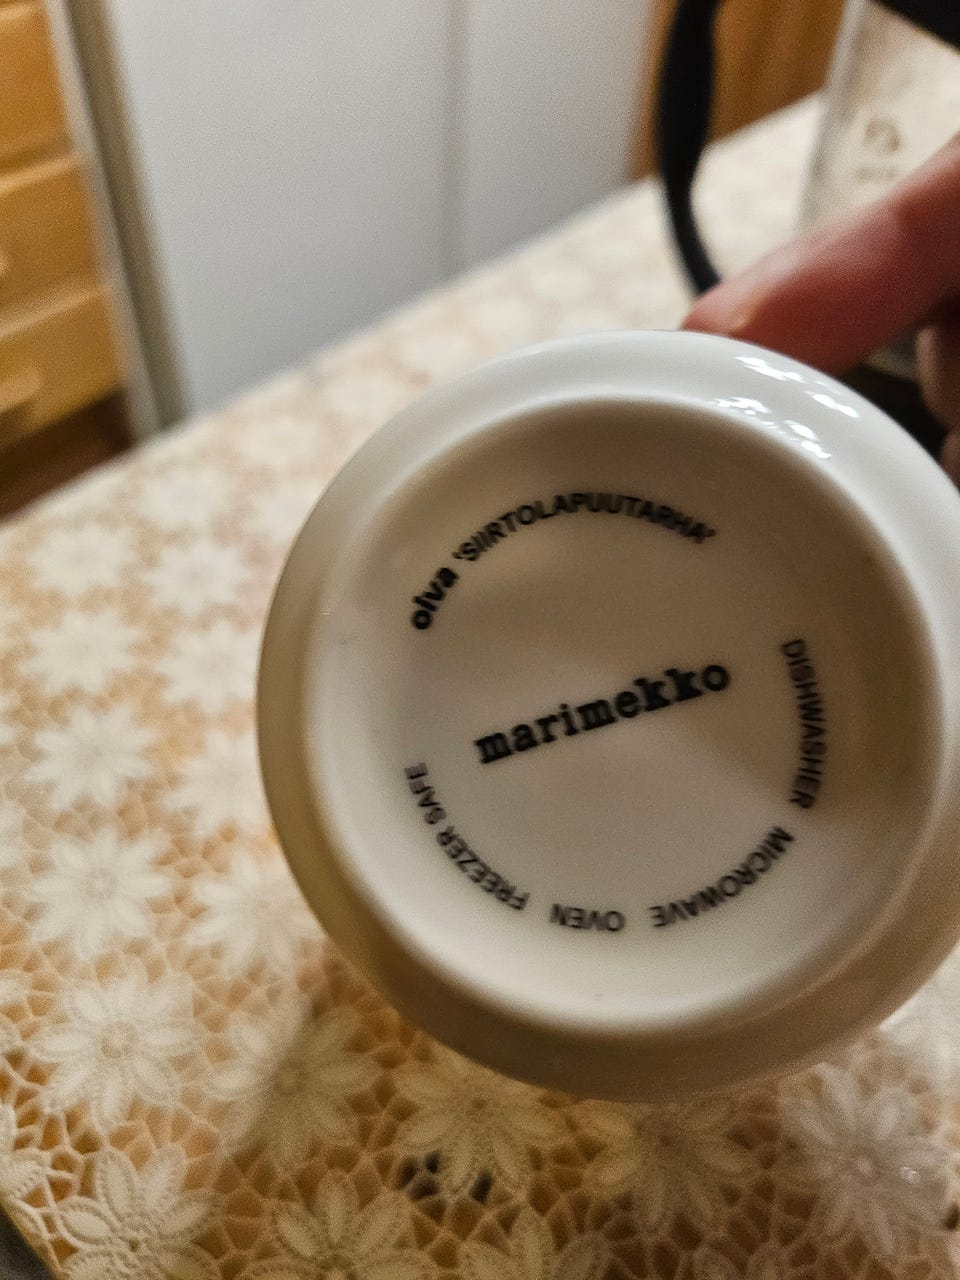 oiva 'SIIRTOLAPUUTARHA'
marimekko
DISHWASHER MICROWAVE OVEN FREEZER SAFE